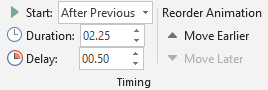 Start: After Previous
Reorder Animation
Duration: 02.25
Move Earlier
Delay: 00.50
Move Later
Timing